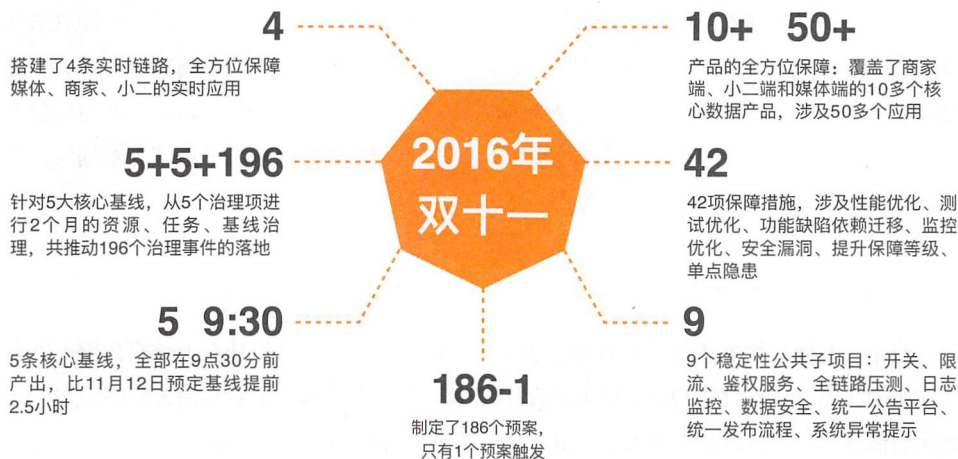 4
搭建了4条实时链路，全方位保障
媒体、商家、小二的实时应用
5+5+196
针对5大核心基线，从5个治理项进
行2个月的资源、任务、基线治
理，共推动196个治理事件的落地
5 9:30
5条核心基线，全部在9点30分前
产出，比11月12日预定基线提前
2.5小时
2016年
双十一
186-1
制定了186个预案，
只有1个预案触发
10+ 50+
产品的全方位保障：覆盖了商家
端、小二端和媒体端的10多个核
心数据产品，涉及50多个应用
42
42项保障措施，涉及性能优化、测
试优化、功能缺陷依赖迁移、监控
优化、安全漏洞、提升保障等级、
单点隐患
9
9个稳定性公共子项目：开关、限
流、鉴权服务、全链路压测、日志
监控、数据安全、统一公告平台、
统一发布流程、系统异常提示